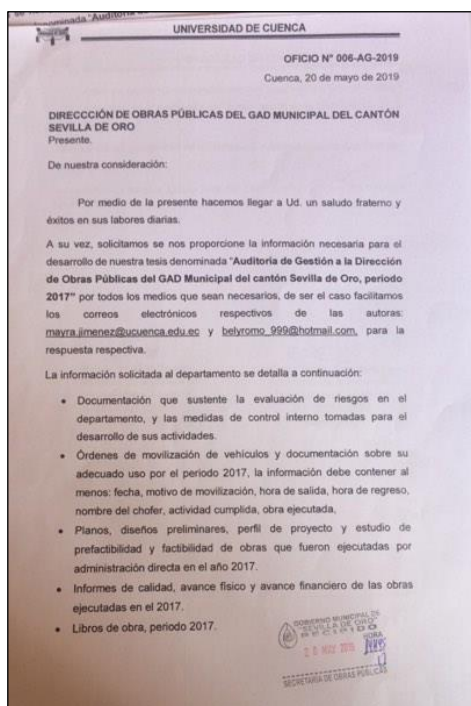 UNIVERSIDAD DE CUENCA
OFICIO N° 006-AG-2019
Cuenca, 20 de mayo de 2019
DIRECCCIÓN DE OBRAS PÚBLICAS DEL GAD MUNICIPAL DEL CANTÓN
SEVILLA DE ORO
Presente.
De nuestra consideración:
Por medio de la presente hacemos llegar a Ud. un saludo fraterno y
éxitos en sus labores diarias.
A su vez, solicitamos se nos proporcione la información necesaria para el
desarrollo de nuestra tesis denominada "Auditoria de Gestión a la Dirección
de Obras Públicas del GAD Municipal del cantón Sevilla de Oro, periodo
2017" por todos los medios que sean necesarios, de ser el caso facilitamos
los correos electrónicos respectivos de las autoras:
mayra.jimenez@ucuenca.edu.ec y belyromo_999@hotmail.com, para la
respuesta respectiva.
La información solicitada al departamento se detalla a continuación:
• Documentación que sustente la evaluación de riesgos en el
departamento, y las medidas de control interno tomadas para el
desarrollo de sus actividades.
• Órdenes de movilización de vehículos y documentación sobre su
adecuado uso por el periodo 2017, la información debe contener al
menos: fecha, motivo de movilización, hora de salida, hora de regreso,
nombre del chofer, actividad cumplida, obra ejecutada,
• Planos, diseños preliminares, perfil de proyecto y estudio de
prefactibilidad y factibilidad de obras que fueron ejecutadas por
administración directa en el año 2017.
• Informes de calidad, avance físico y avance financiero de las obras
ejecutadas en el 2017.
• Libros de obra, periodo 2017.
GOBIERNO MUNICIPAL DE
"SEVILLA DE ORO"
RECIBIDO
HORA
MAY 2019
SECRETARIA DE OBRAS PÚBLICAS